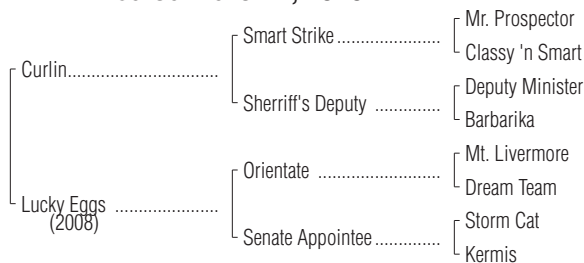 Smart Strike
Mr. Prospector
Classy 'n Smart
Curlin
Sherriff's Deputy
Deputy Minister
Barbarika
Orientate
Mt. Livermore
Dream Team
Lucky Eggs
(2008)
Senate Appointee
Storm Cat
Kermis